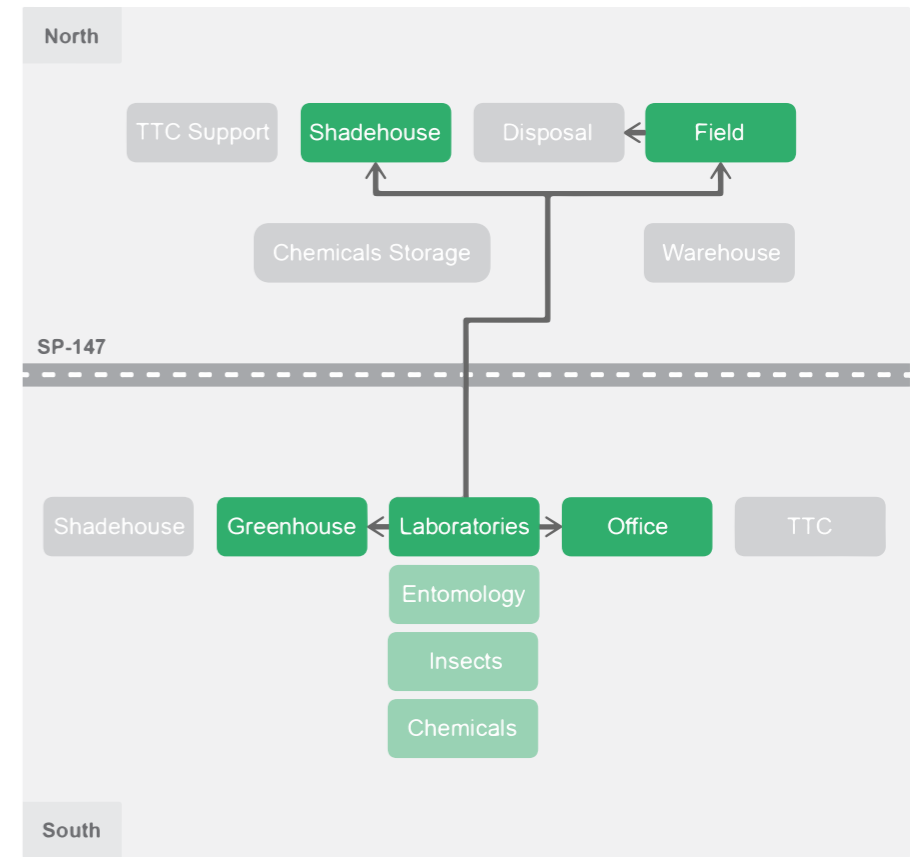 North
TTC Support
Shadehouse
Disposal
Field
Chemicals Storage
Warehouse
SP-147
Shadehouse
Greenhouse
Laboratories
Office
TTC
Entomology
Insects
Chemicals
South